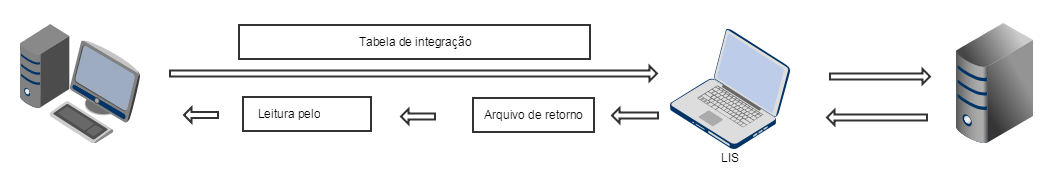 Tabela de integração
Leitura pelo
Arquivo de retorno
LIS